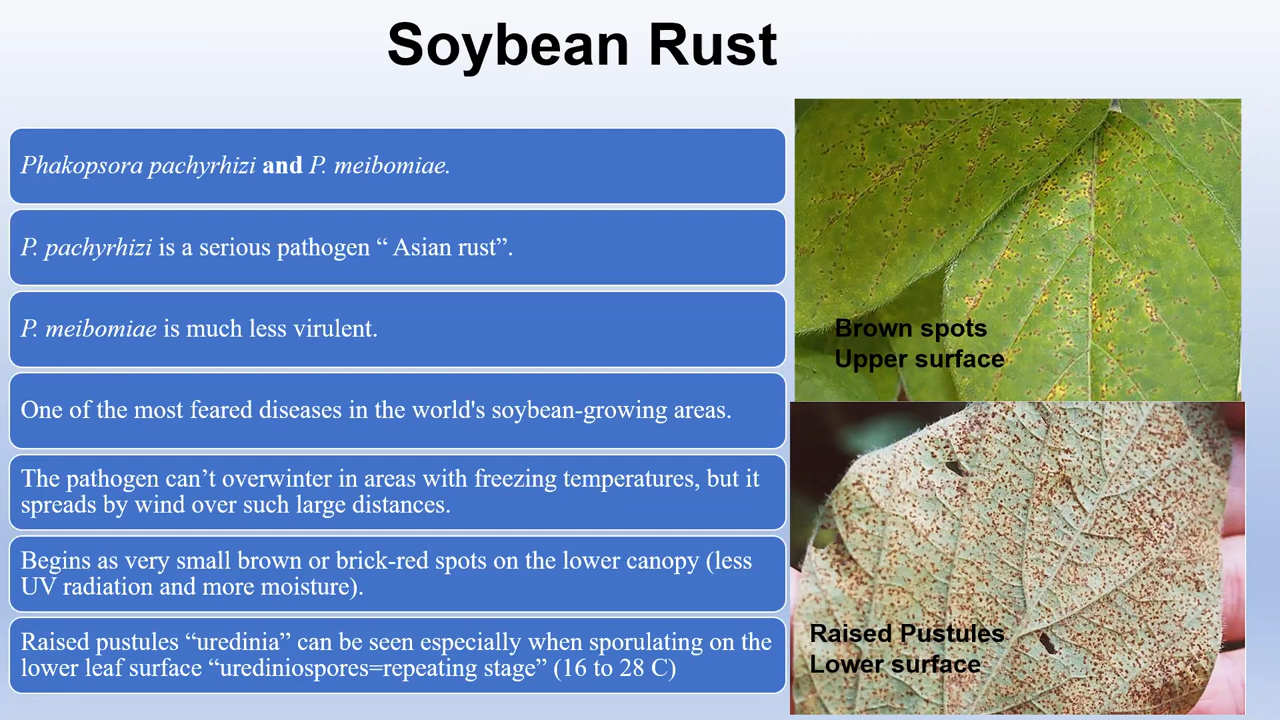 Soybean Rust
Phakopsora pachyrhizi and P. meibomiae.
P. pachyrhizi is a serious pathogen “ Asian rust”.
P. meibomiae is much less virulent.
One of the most feared diseases in the world's soybean-growing areas.
The pathogen can’t overwinter in areas with freezing temperatures, but it
spreads by wind over such large distances.
Begins as very small brown or brick-red spots on the lower canopy (less
UV radiation and more moisture).
Raised pustules “uredinia” can be seen especially when sporulating on the
lower leaf surface “urediniospores=repeating stage” (16 to 28 C)
Brown spots
Upper surface
Raised Pustules
Lower surface